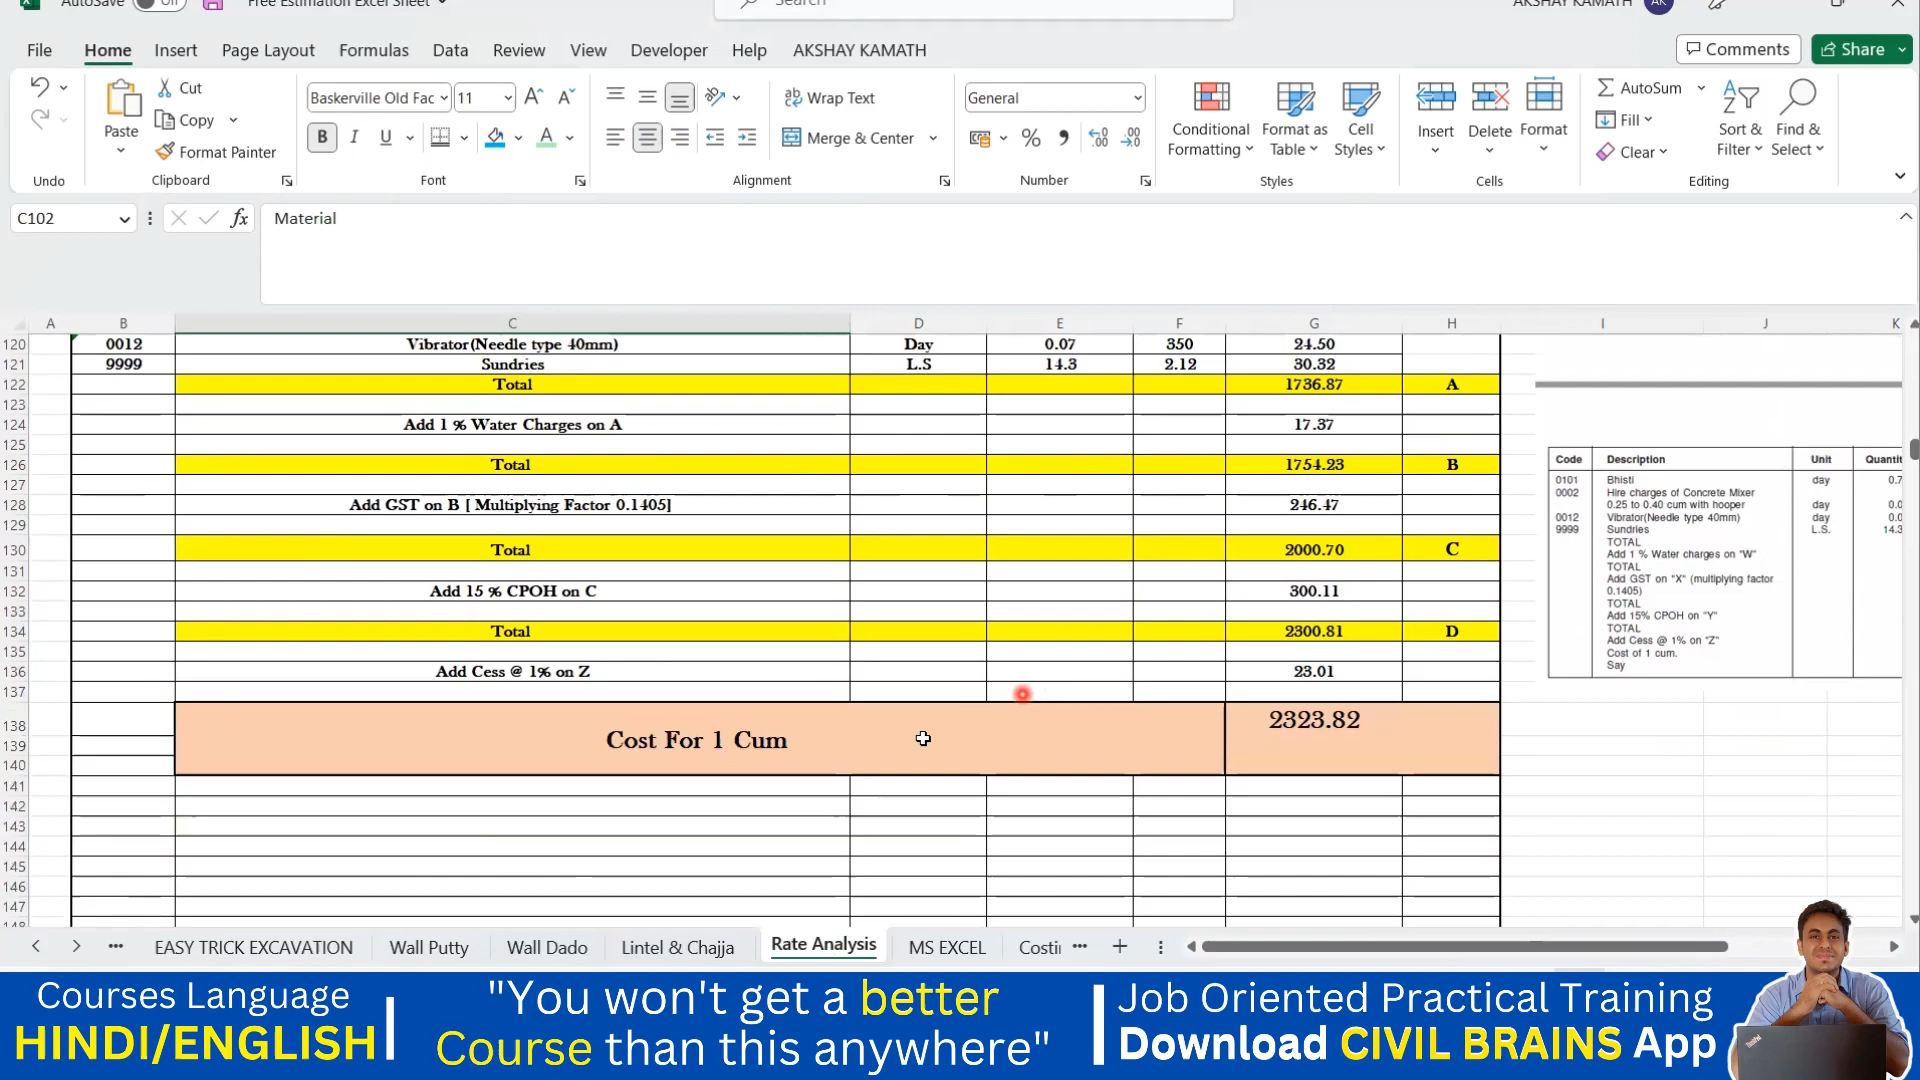 AutoSave Off Free Estimation Excel Sheet Search AKSHAY KAMATH AK
File Home Insert Page Layout Formulas Data Review View Developer Help AKSHAY KAMATH Comments Share
Cut
Copy
Format Painter
Paste
Undo Clipboard
Baskerville Old Fac 11
B I U
Font
Wrap Text
Merge & Center
Alignment
General
Number
Conditional Formatting
Format as Table
Cell Styles
Styles
Insert Delete Format
Cells
AutoSum
Fill
Clear
Sort & Filter
Find & Select
Editing
C102 fx Material
A B C D E F G H I J K
120 0012 Vibrator(Needle type 40mm) Day 0.07 350 24.50
121 9999 Sundries L.S 14.3 2.12 30.32
122 Total 1736.87 A
123
124 Add 1 % Water Charges on A 17.37
125
126 Total 1754.23 B
127
128 Add GST on B [ Multiplying Factor 0.1405] 246.47
129
130 Total 2000.70 C
131
132 Add 15 % CPOH on C 300.11
133
134 Total 2300.81 D
135
136 Add Cess @ 1% on Z 23.01
137
138 2323.82
139 Cost For 1 Cum
140
141
142
143
144
145
146
147
Code Description Unit
0101 Bhisti day 0.7
0002 Hire charges of Concrete Mixer
0.25 to 0.40 cum with hooper day 0.0
0012 Vibrator(Needle type 40mm) day 0.0
9999 Sundries L.S. 14.3
TOTAL
Add 1 % Water charges on "W"
TOTAL
Add GST on "X" (multiplying factor
0.1405)
TOTAL
Add 15% CPOH on "Y"
TOTAL
Add Cess @ 1% on "Z"
Cost of 1 cum.
Say
EASY TRICK EXCAVATION Wall Putty Wall Dado Lintel & Chajja Rate Analysis MS EXCEL Costii
Courses Language
HINDI/ENGLISH
"You won't get a better
Course than this anywhere"
Job Oriented Practical Training
Download CIVIL BRAINS App